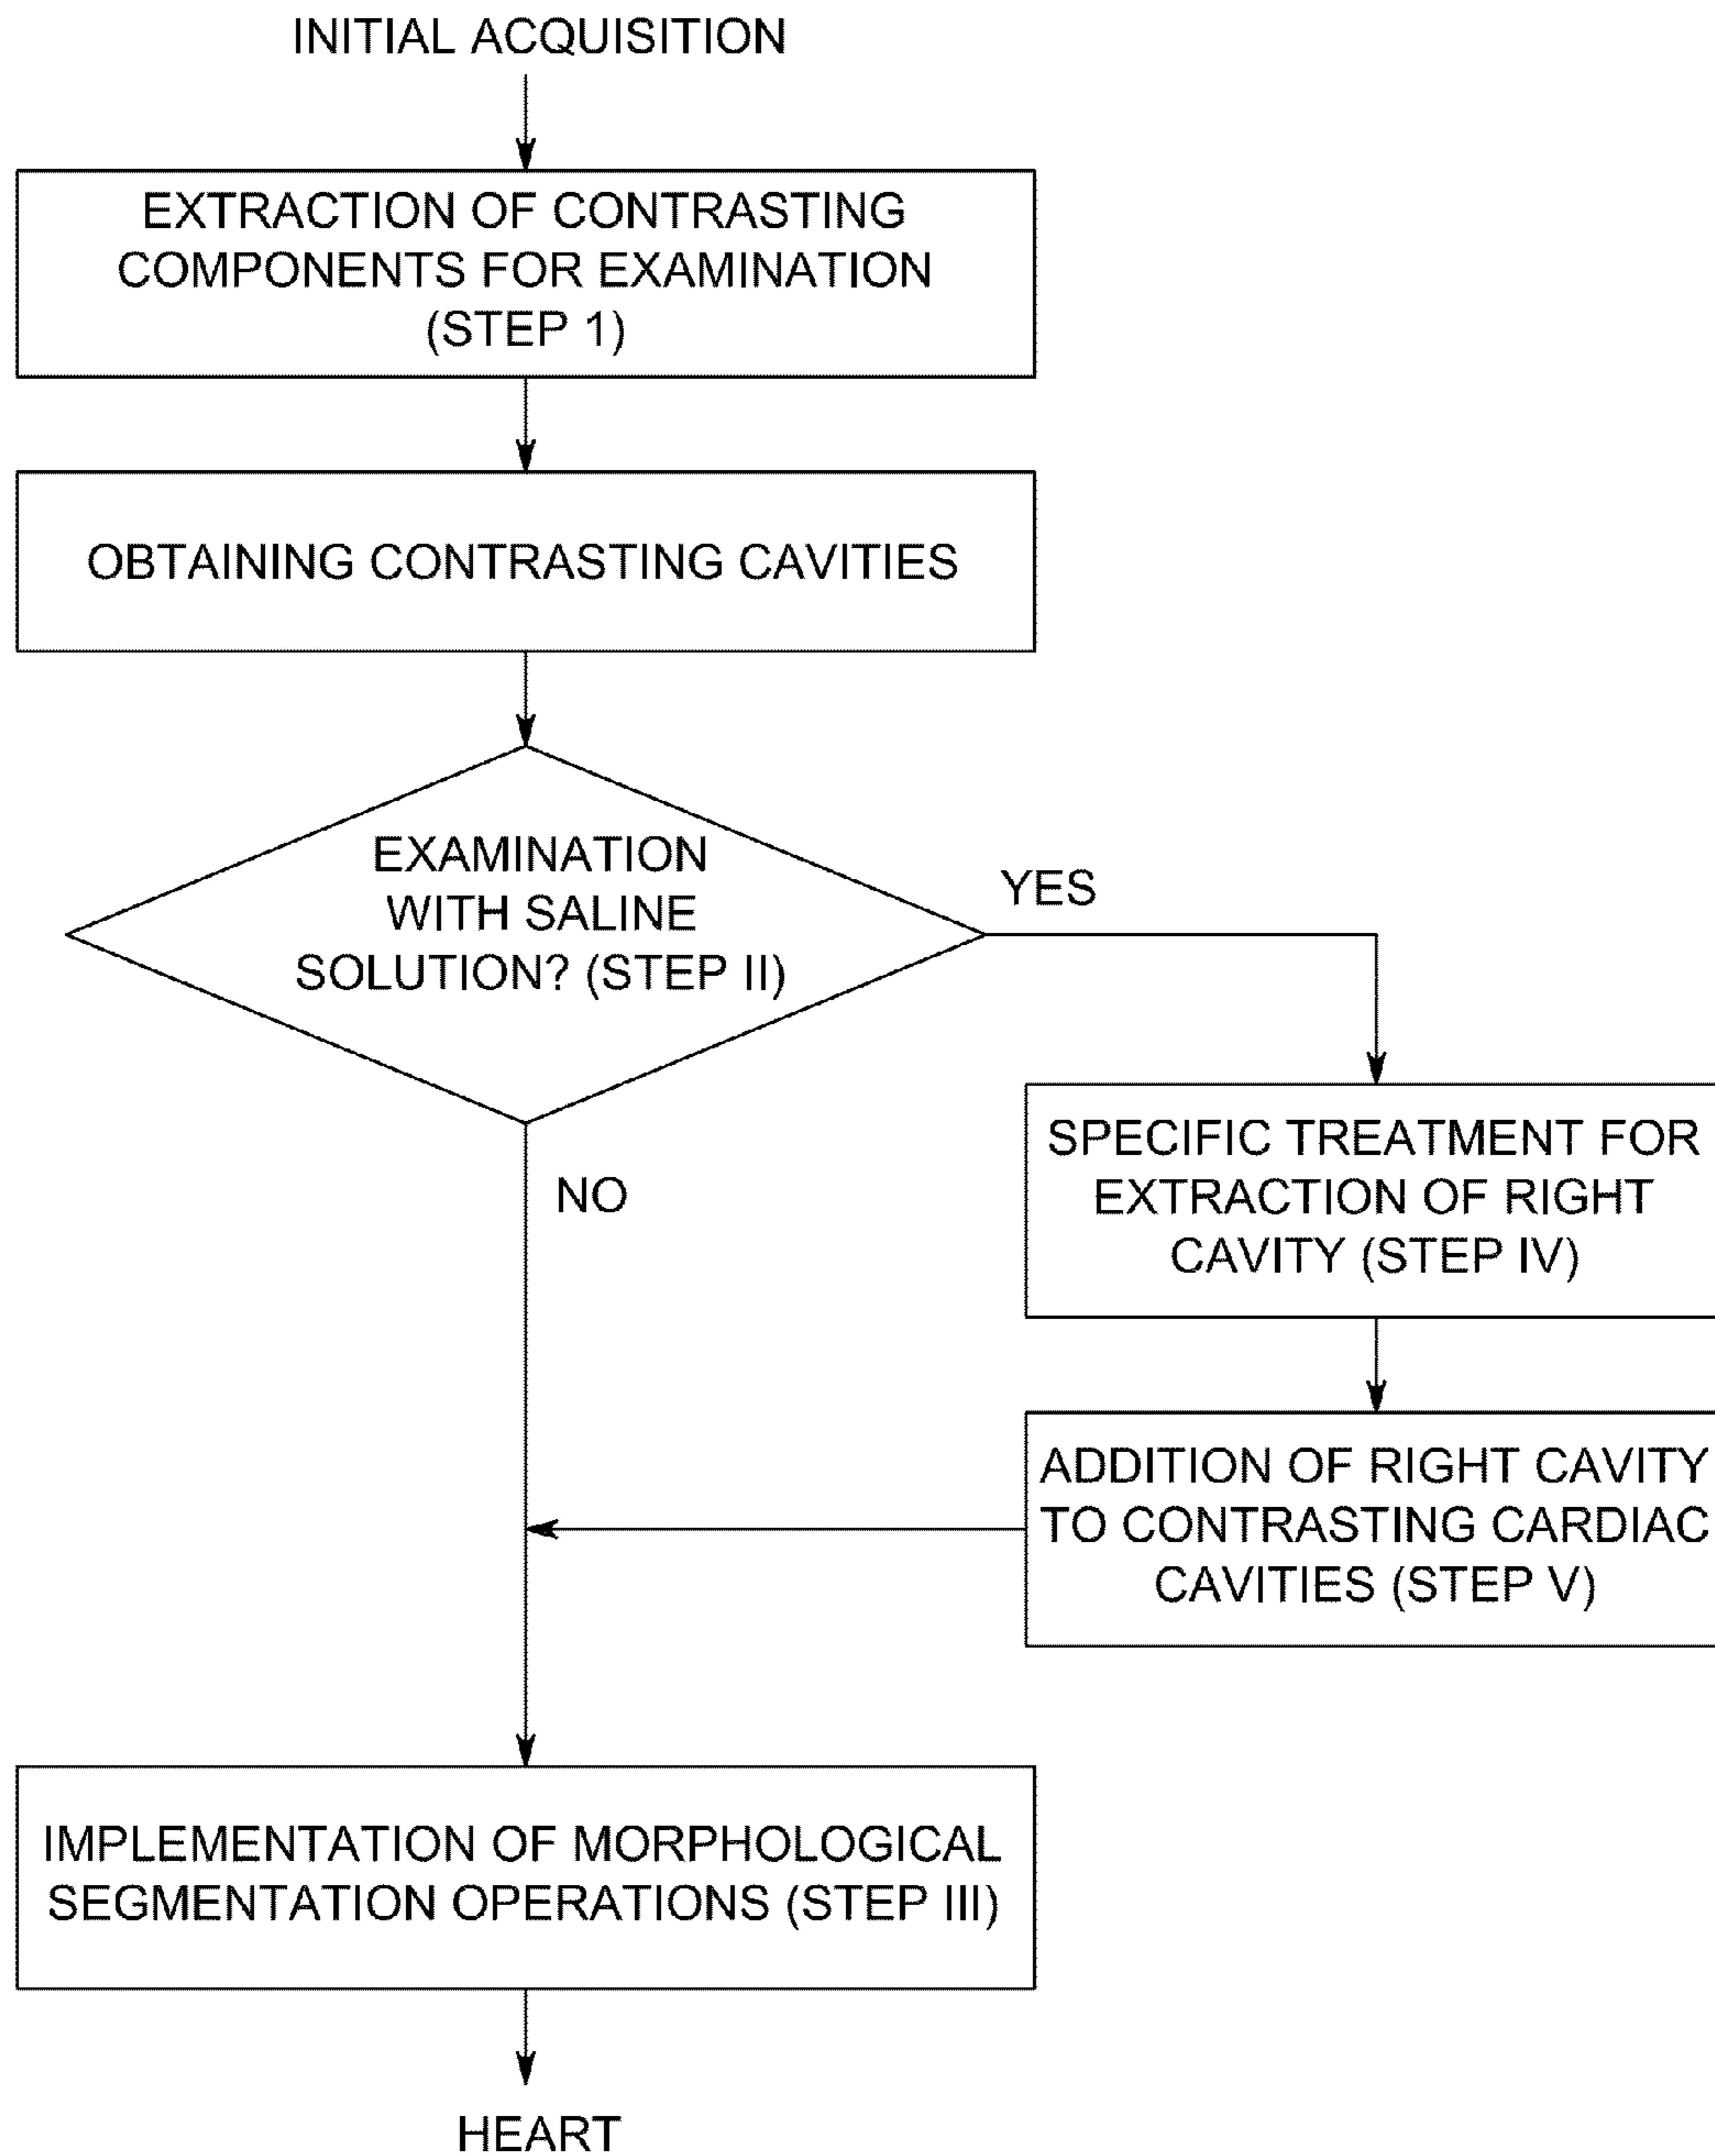 INITIAL ACQUISITION
EXTRACTION OF CONTRASTING
COMPONENTS FOR EXAMINATION
(STEP 1)
OBTAINING CONTRASTING CAVITIES
EXAMINATION
WITH SALINE
SOLUTION? (STEP II)
YES
NO
SPECIFIC TREATMENT FOR
EXTRACTION OF RIGHT
CAVITY (STEP IV)
ADDITION OF RIGHT CAVITY
TO CONTRASTING CARDIAC
CAVITIES (STEP V)
IMPLEMENTATION OF MORPHOLOGICAL
SEGMENTATION OPERATIONS (STEP III)
HEART